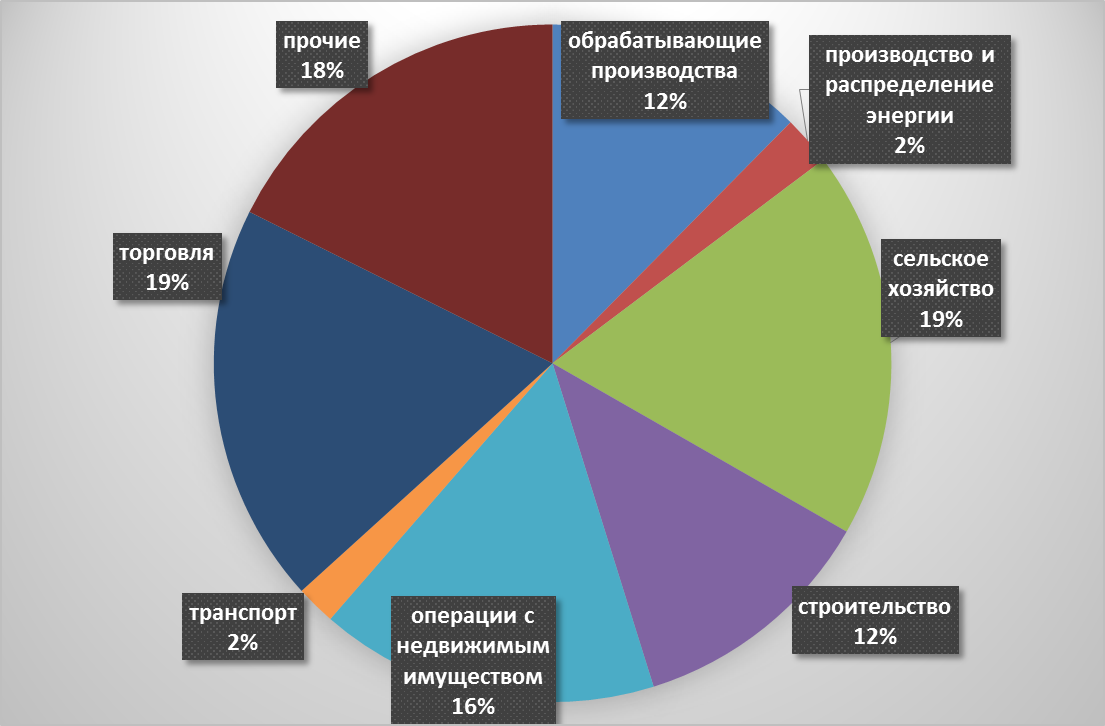 прочие
18%
обрабатывающие
производства
12%
производство и
распределение
энергии
2%
торговля
19%
сельское
хозяйство
19%
транспорт
2%
операции с
недвижимым
имуществом
16%
строительство
12%